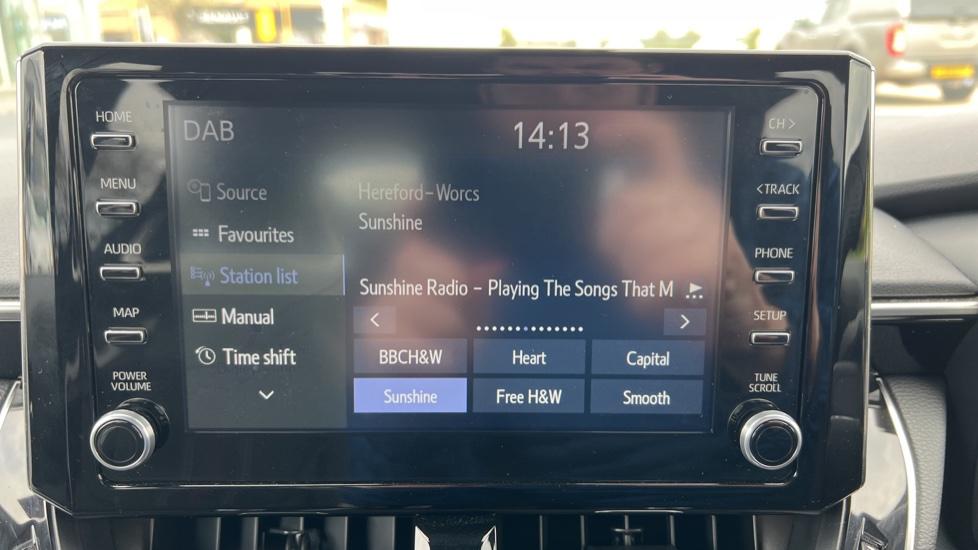 HOME
MENU
AUDIO
MAP
POWER
VOLUME
DAB
14:13
Source
Favourites
Station list
Manual
Time shift
Hereford-Worcs
Sunshine
Sunshine Radio - Playing The Songs That M
BBCH&W
Heart
Capital
Sunshine
Free H&W
Smooth
CH >
< TRACK
PHONE
SETUP
TUNE
SCROLL